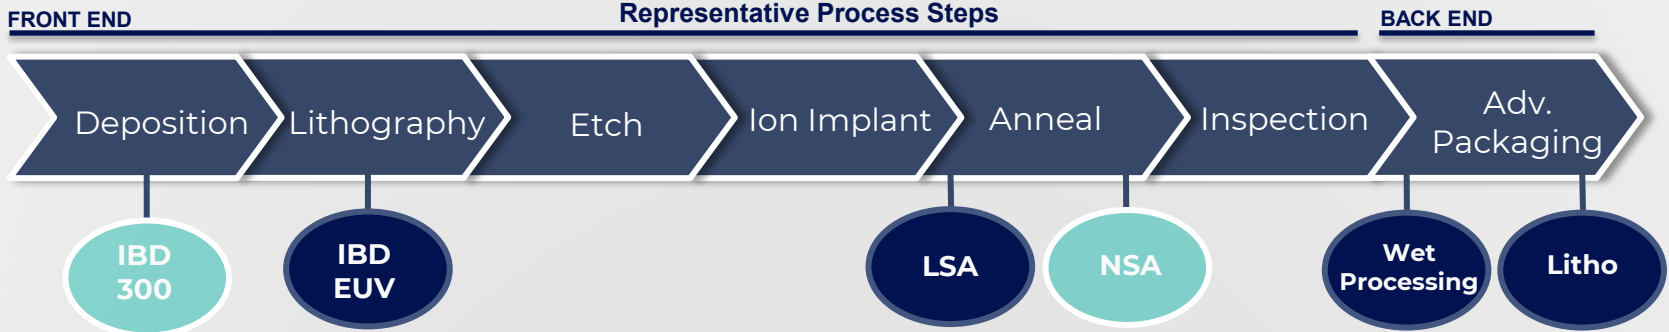 FRONT END
Representative Process Steps
BACK END
Deposition
Lithography
Etch
Ion Implant
Anneal
Inspection
Adv.
Packaging
IBD
300
IBD
EUV
LSA
NSA
Wet
Processing
Litho